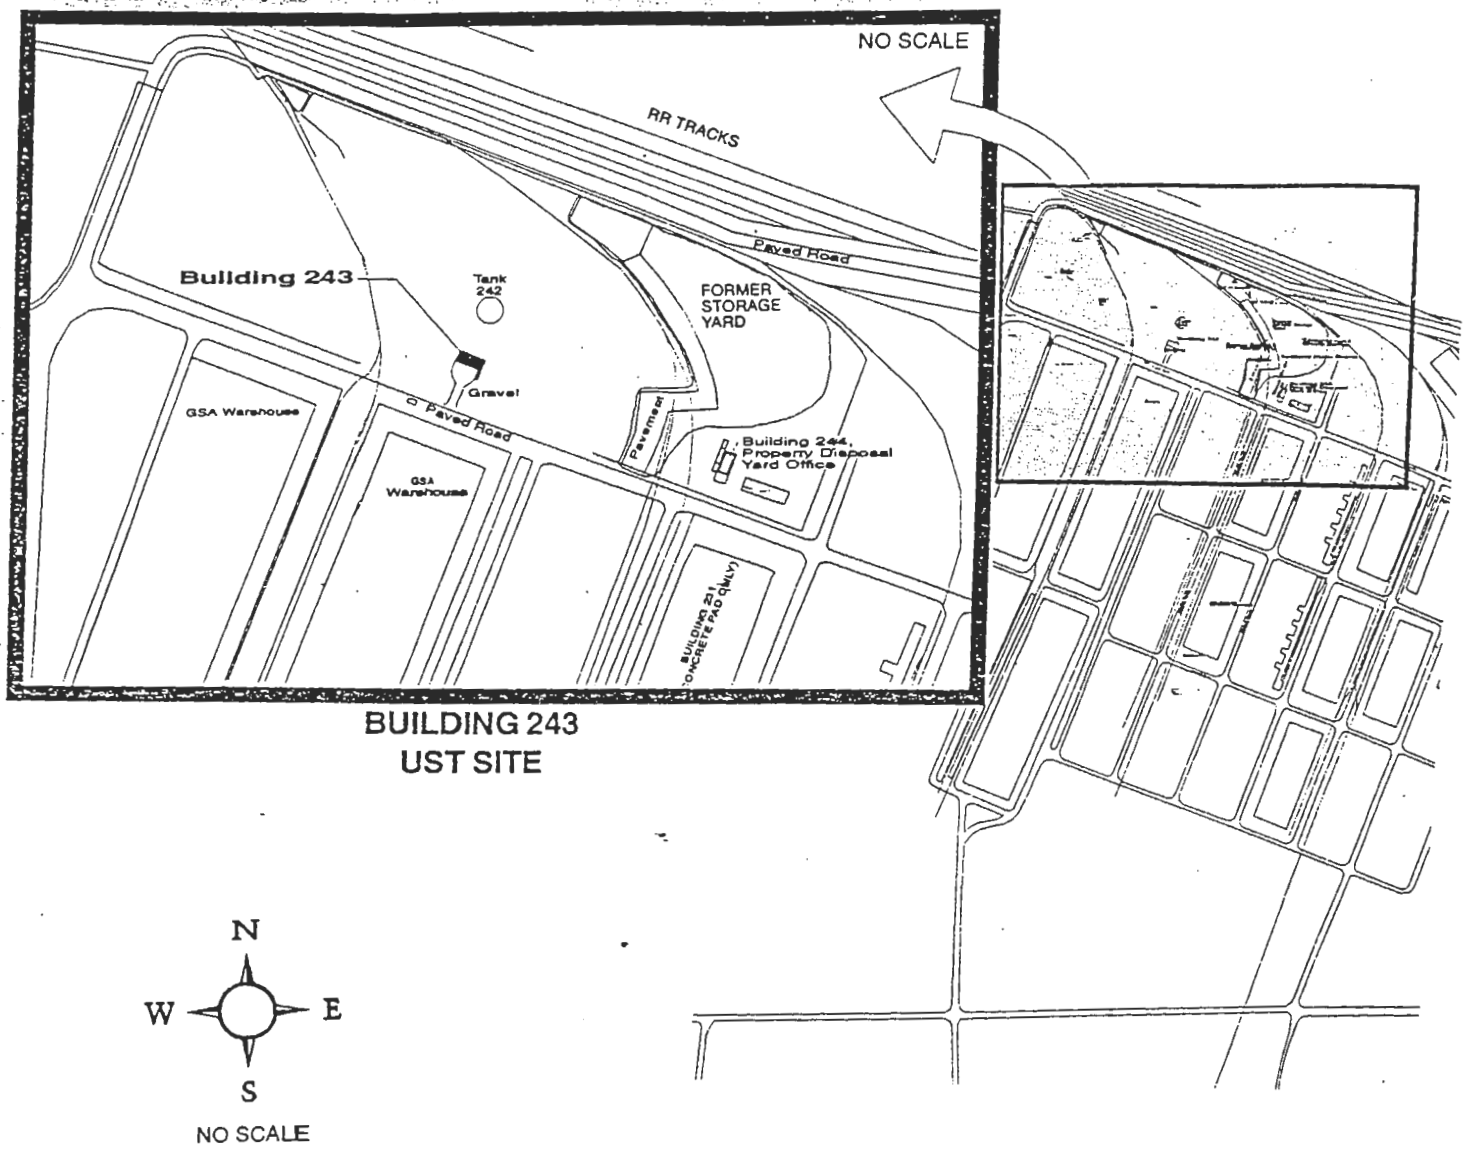 NO SCALE
RR TRACKS
Paved Road
Building 243
Tank
242
FORMER
STORAGE
YARD
Gravel
GSA Warehouse
Paved Road
Pavement
Building 244,
Property Disposal
Yard Office
GSA
Warehouse
BUILDING 231
CONCRETE PAD ONLY)
BUILDING 243
UST SITE
N
W
E
S
NO SCALE